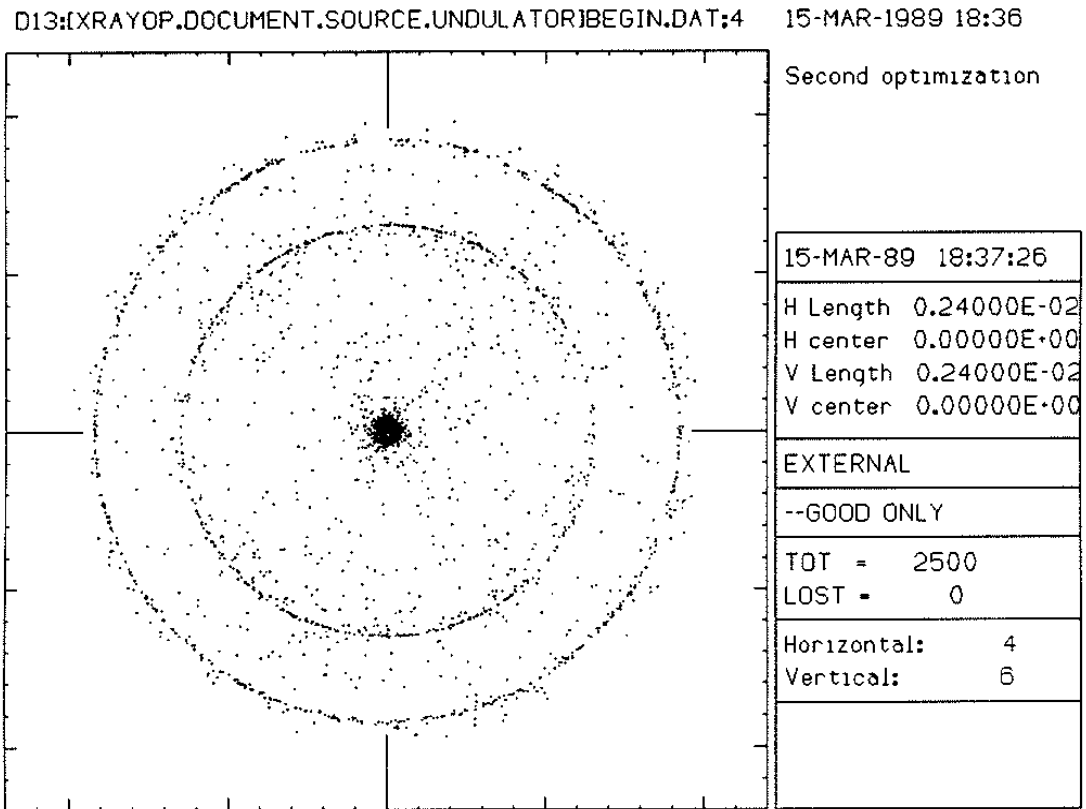 D13:[XRAYOP.DOCUMENT.SOURCE.UNDULATOR]BEGIN.DAT;4 15-MAR-1989 18:36
Second optimization
15-MAR-89 18:37:26
H Length 0.24000E-02
H center 0.00000E+00
V Length 0.24000E-02
V center 0.00000E+00
EXTERNAL
--GOOD ONLY
TOT = 2500
LOST = 0
Horizontal: 4
Vertical: 6